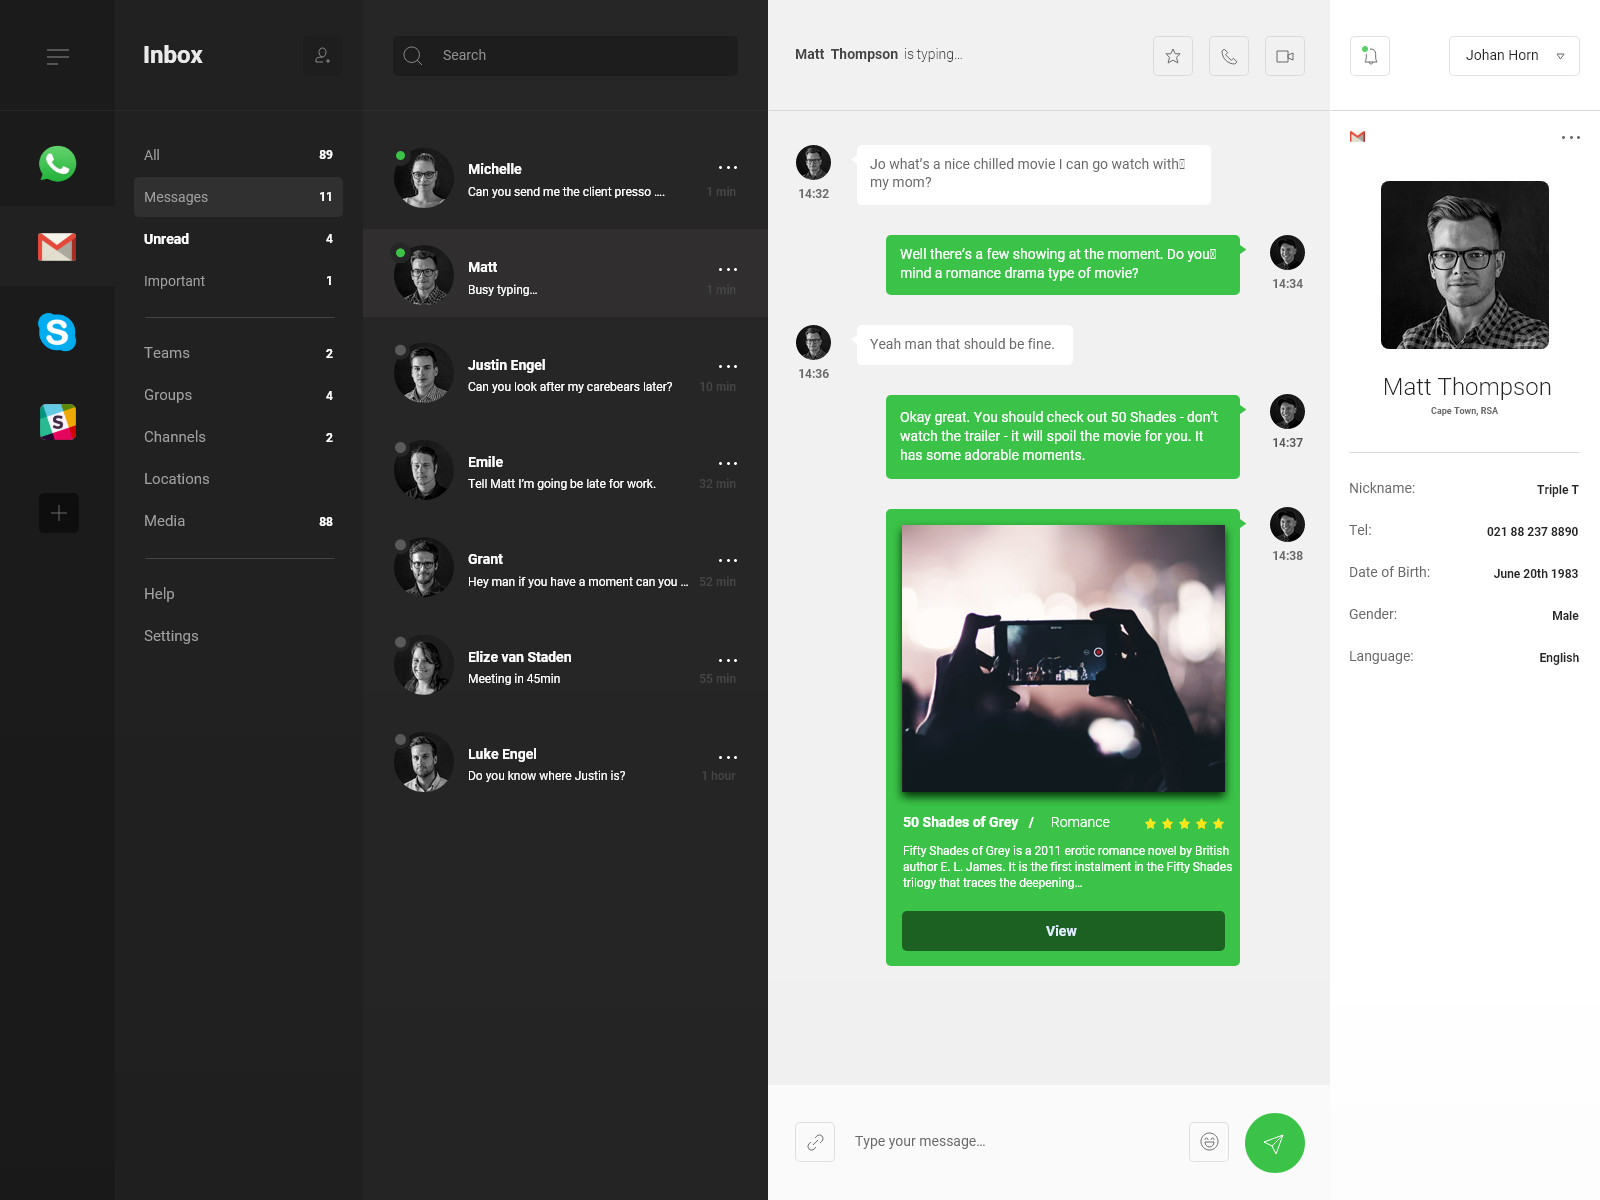 Inbox
Search
All 89
Messages 11
Unread 4
Important 1
Teams 2
Groups 4
Channels 2
Locations
Media 88
Help
Settings
Michelle
Can you send me the client presso .... 1 min
Matt
Busy typing... 1 min
Justin Engel
Can you look after my carebears later? 10 min
Emile
Tell Matt I'm going be late for work. 32 min
Grant
Hey man if you have a moment can you ... 52 min
Elize van Staden
Meeting in 45min 55 min
Luke Engel
Do you know where Justin is? 1 hour
Matt Thompson is typing...
Jo what's a nice chilled movie I can go watch with
my mom?
14:32
Well there's a few showing at the moment. Do you
mind a romance drama type of movie?
14:34
Yeah man that should be fine.
14:36
Okay great. You should check out 50 Shades - don't
watch the trailer - it will spoil the movie for you. It
has some adorable moments.
14:37
14:38
50 Shades of Grey / Romance
Fifty Shades of Grey is a 2011 erotic romance novel by British
author E. L. James. It is the first instalment in the Fifty Shades
trilogy that traces the deepening...
View
Type your message...
Johan Horn
Matt Thompson
Cape Town, RSA
Nickname: Triple T
Tel: 021 88 237 8890
Date of Birth: June 20th 1983
Gender: Male
Language: English